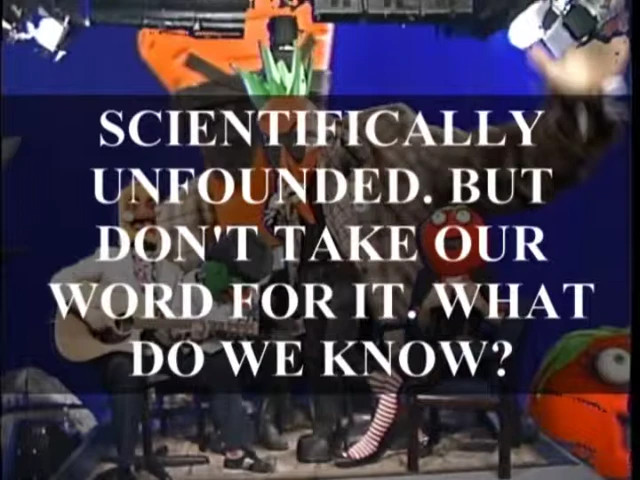 SCIENTIFICALLY
UNFOUNDED. BUT
DON'T TAKE OUR
WORD FOR IT. WHAT
DO WE KNOW?